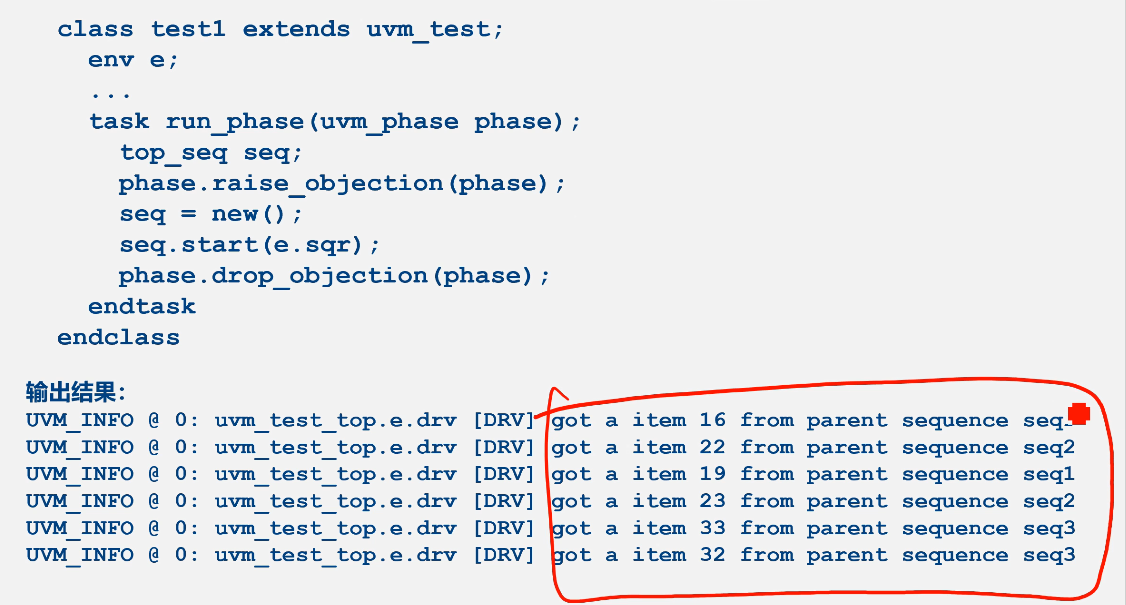 class test1 extends uvm_test;
env e;
...
task run_phase(uvm_phase phase);
top_seq seq;
phase.raise_objection(phase);
seq = new();
seq.start(e.sqr);
phase.drop_objection(phase);
endtask
endclass
输出结果：
UVM_INFO @ 0: uvm_test_top.e.drv [DRV] got a item 16 from parent sequence
UVM_INFO @ 0: uvm_test_top.e.drv [DRV] got a item 22 from parent sequence seq2
UVM_INFO @ 0: uvm_test_top.e.drv [DRV] got a item 19 from parent sequence seq1
UVM_INFO @ 0: uvm_test_top.e.drv [DRV] got a item 23 from parent sequence seq2
UVM_INFO @ 0: uvm_test_top.e.drv [DRV] got a item 33 from parent sequence seq3
UVM_INFO @ 0: uvm_test_top.e.drv [DRV] got a item 32 from parent sequence seq3